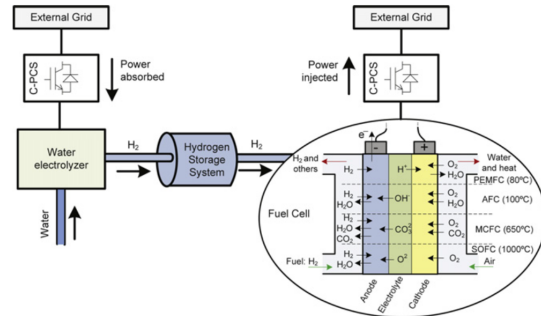 External Grid
External Grid
C-PCS
Power
absorbed
Power
injected
C-PCS
Water
electrolyzer
H2
Hydrogen
Storage
System
H2
Water
Fuel Cell
e−
-
+
H2 and
others
H2
H+
O2
H2O
Water
and heat
PEMFC (80ºC)
H2
H2O
OH-
O2
H2O
AFC (100ºC)
H2
H2O
CO2
CO3
O2
CO2
MCFC (650ºC)
SOFC (1000ºC)
Fuel: H2
H2
H2O
O2
O2
Air
Anode
Electrolyte
Cathode